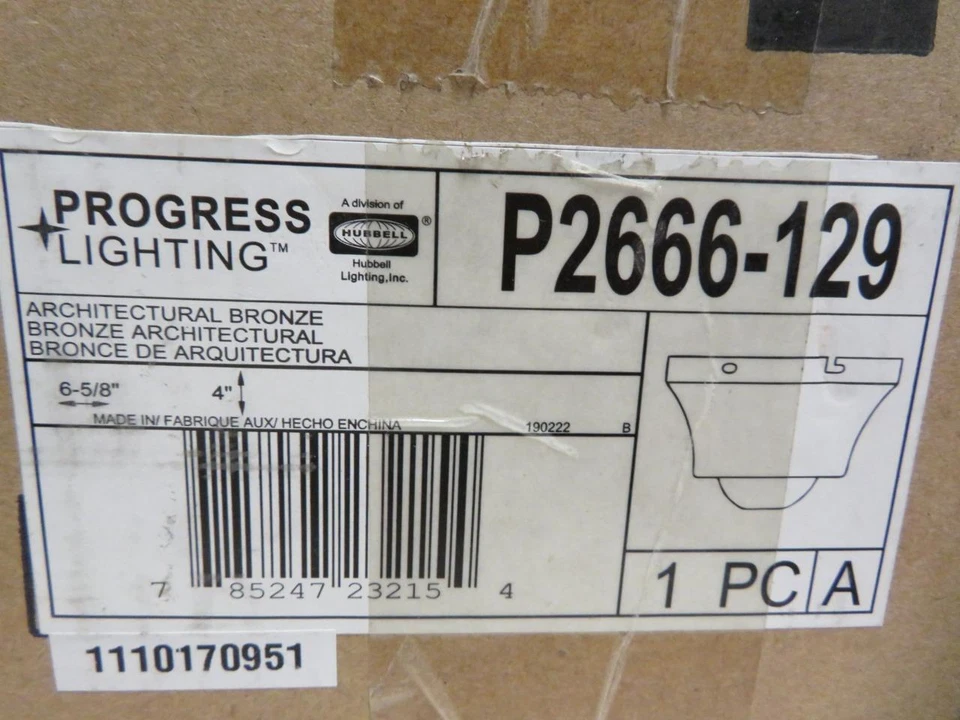 PROGRESS
LIGHTING™
A division of
HUBBELL ®
Hubbell
Lighting,Inc.
P2666-129
ARCHITECTURAL BRONZE
BRONZE ARCHITECTURAL
BRONCE DE ARQUITECTURA
6-5/8" 4"
MADE IN/ FABRIQUE AUX/ HECHO ENCHINA 190222 B
7 85247 23215 4
1 PC A
1110170951